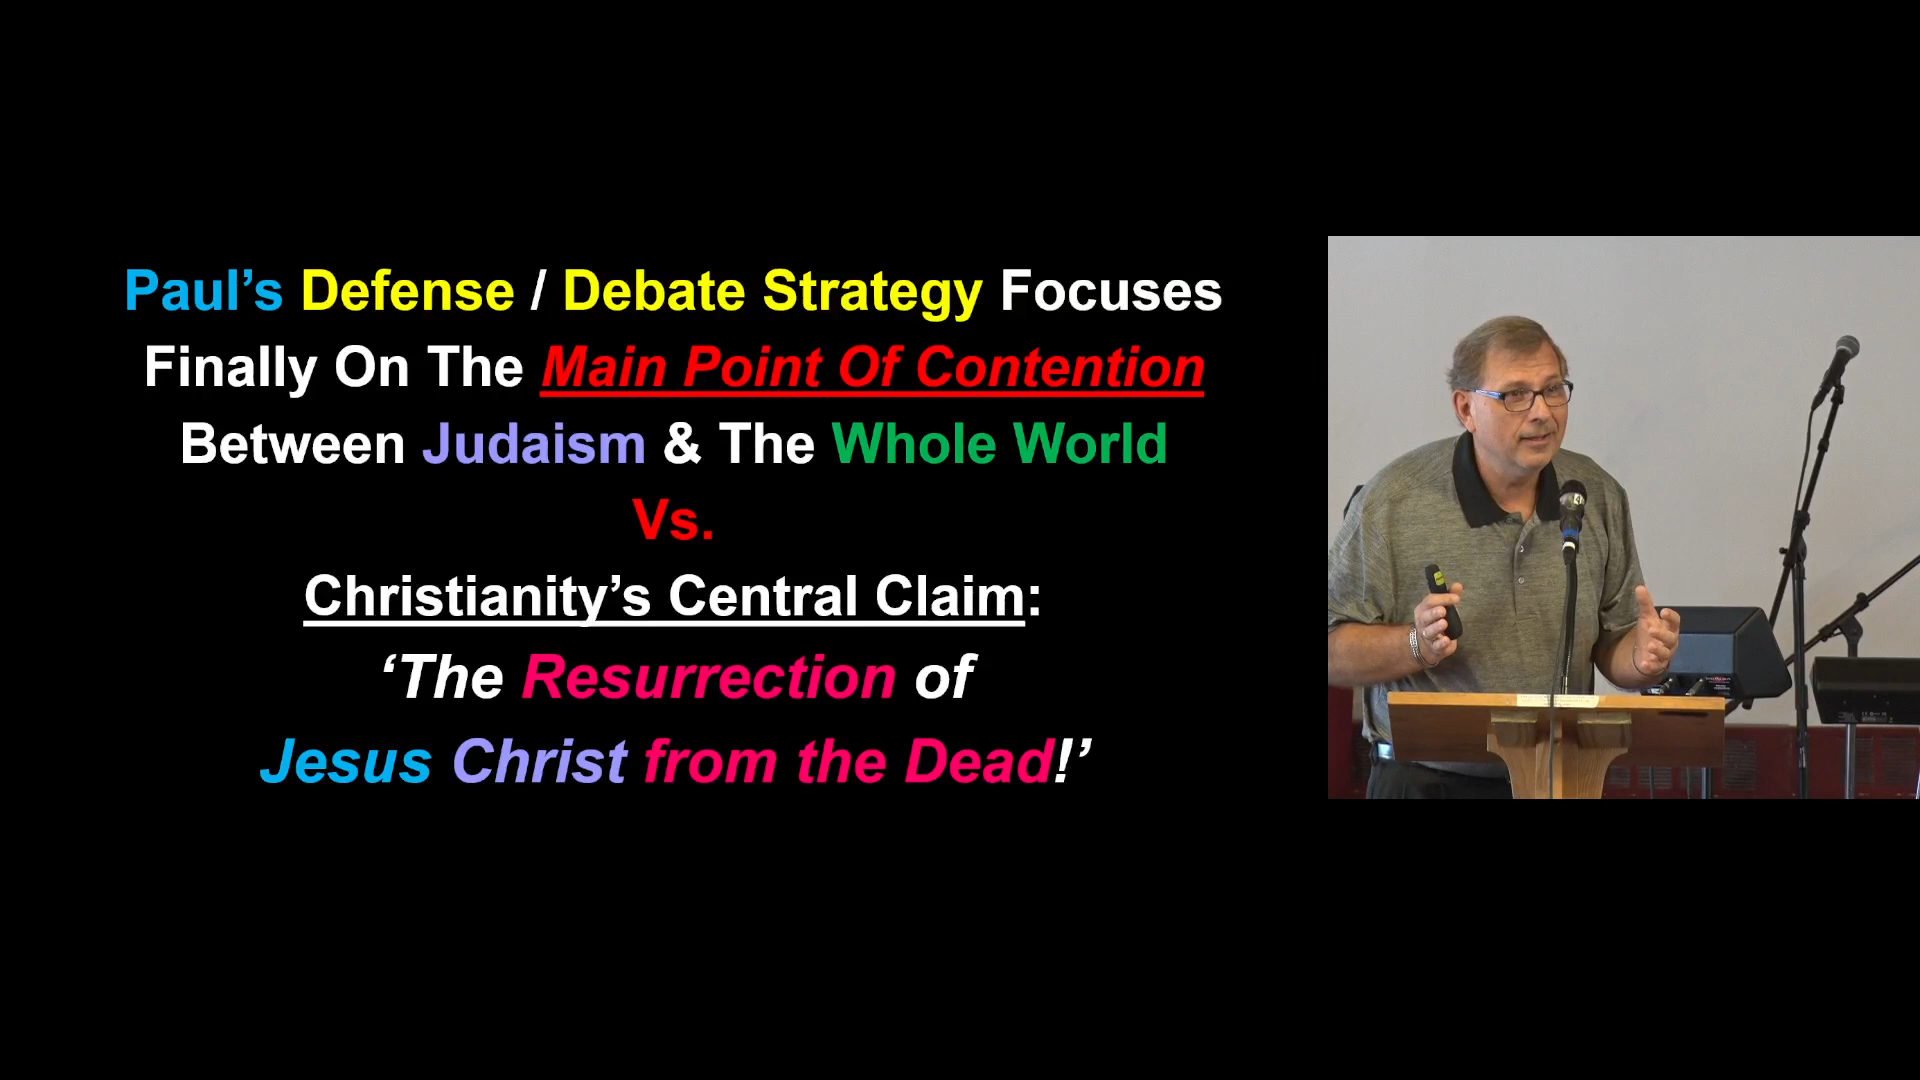 Paul’s Defense / Debate Strategy Focuses
Finally On The Main Point Of Contention
Between Judaism & The Whole World
Vs.
Christianity’s Central Claim:
‘The Resurrection of
Jesus Christ from the Dead!’
4